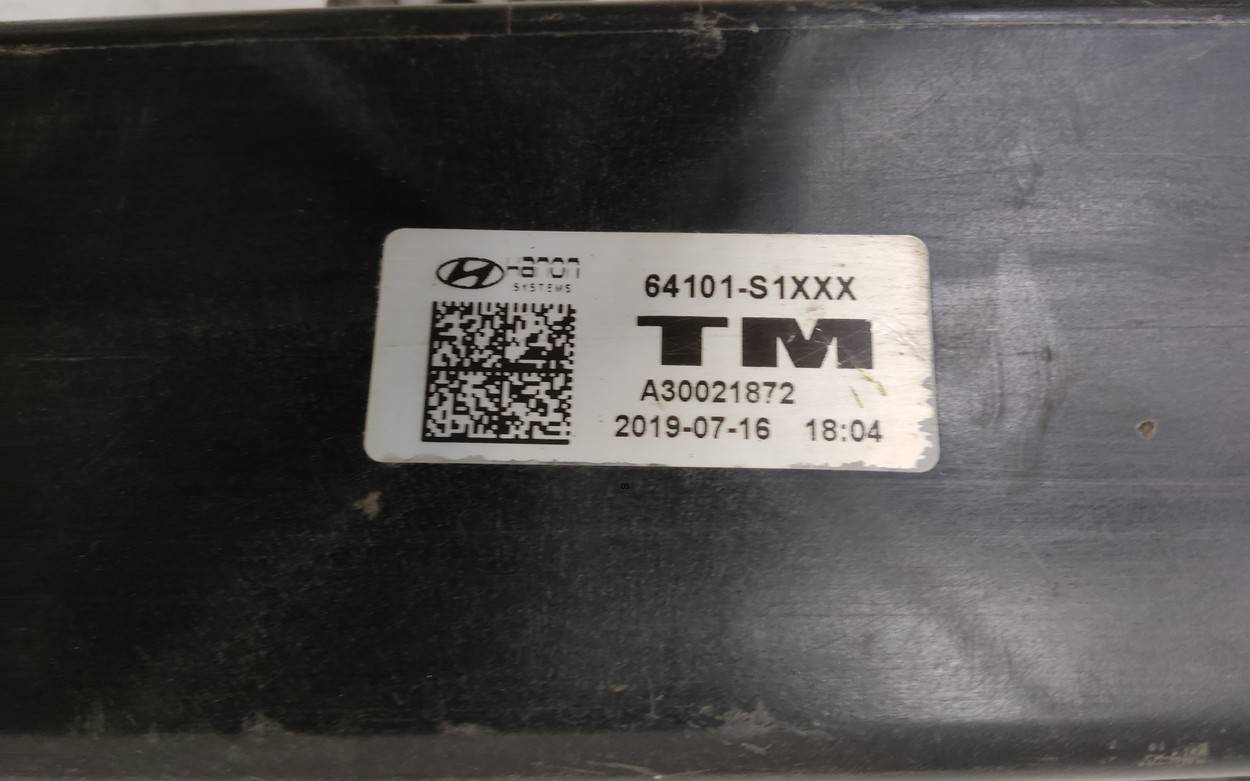 Hanon
SYSTEMS
64101-S1XXX
TM
A30021872
2019-07-16 18:04